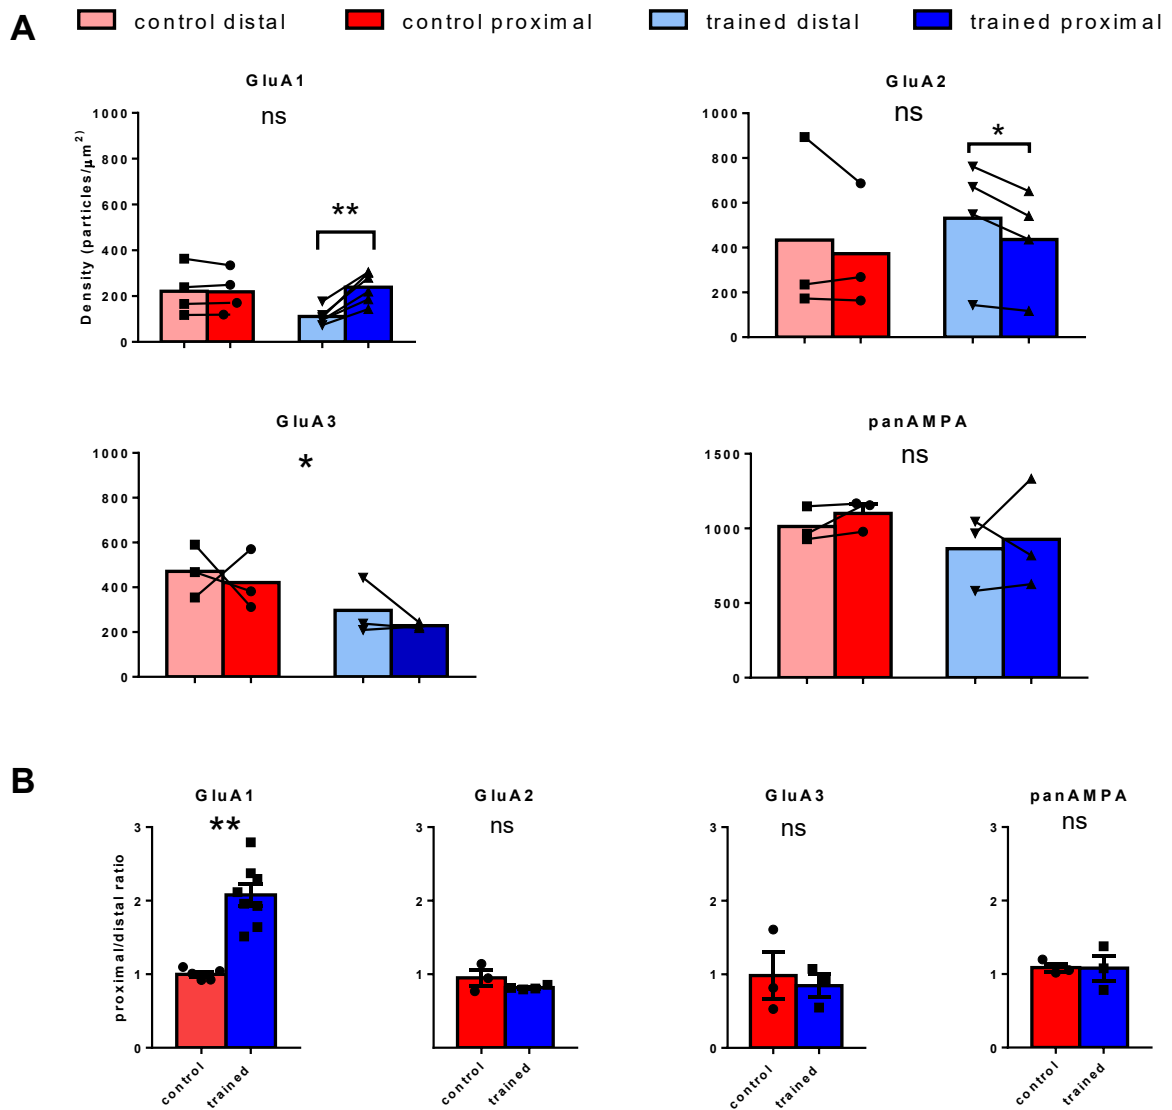 A
control distal control proximal trained distal trained proximal
GluA1
ns
**
Density (particles/μm²)
1000
800
600
400
200
0
GluA2
ns
*
1000
800
600
400
200
0
GluA3
*
1000
800
600
400
200
0
panAMPA
ns
1500
1000
500
0
B
GluA1
**
proximal/distal ratio
3
2
1
0
control
trained
GluA2
ns
3
2
1
control
trained
GluA3
ns
3
2
1
0
control
trained
panAMPA
ns
3
2
1
0
control
trained